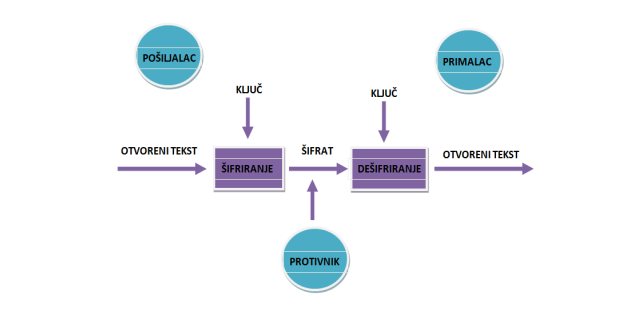 POŠILJALAC
PRIMALAC
KLJUČ
KLJUČ
OTVORENI TEKST
ŠIFRAT
OTVORENI TEKST
ŠIFRIRANJE
DEŠIFRIRANJE
PROTIVNIK